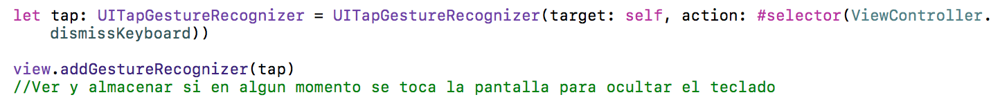 let tap: UITapGestureRecognizer = UITapGestureRecognizer(target: self, action: #selector(ViewController.
dismissKeyboard))
view.addGestureRecognizer(tap)
//Ver y almacenar si en algun momento se toca la pantalla para ocultar el teclado